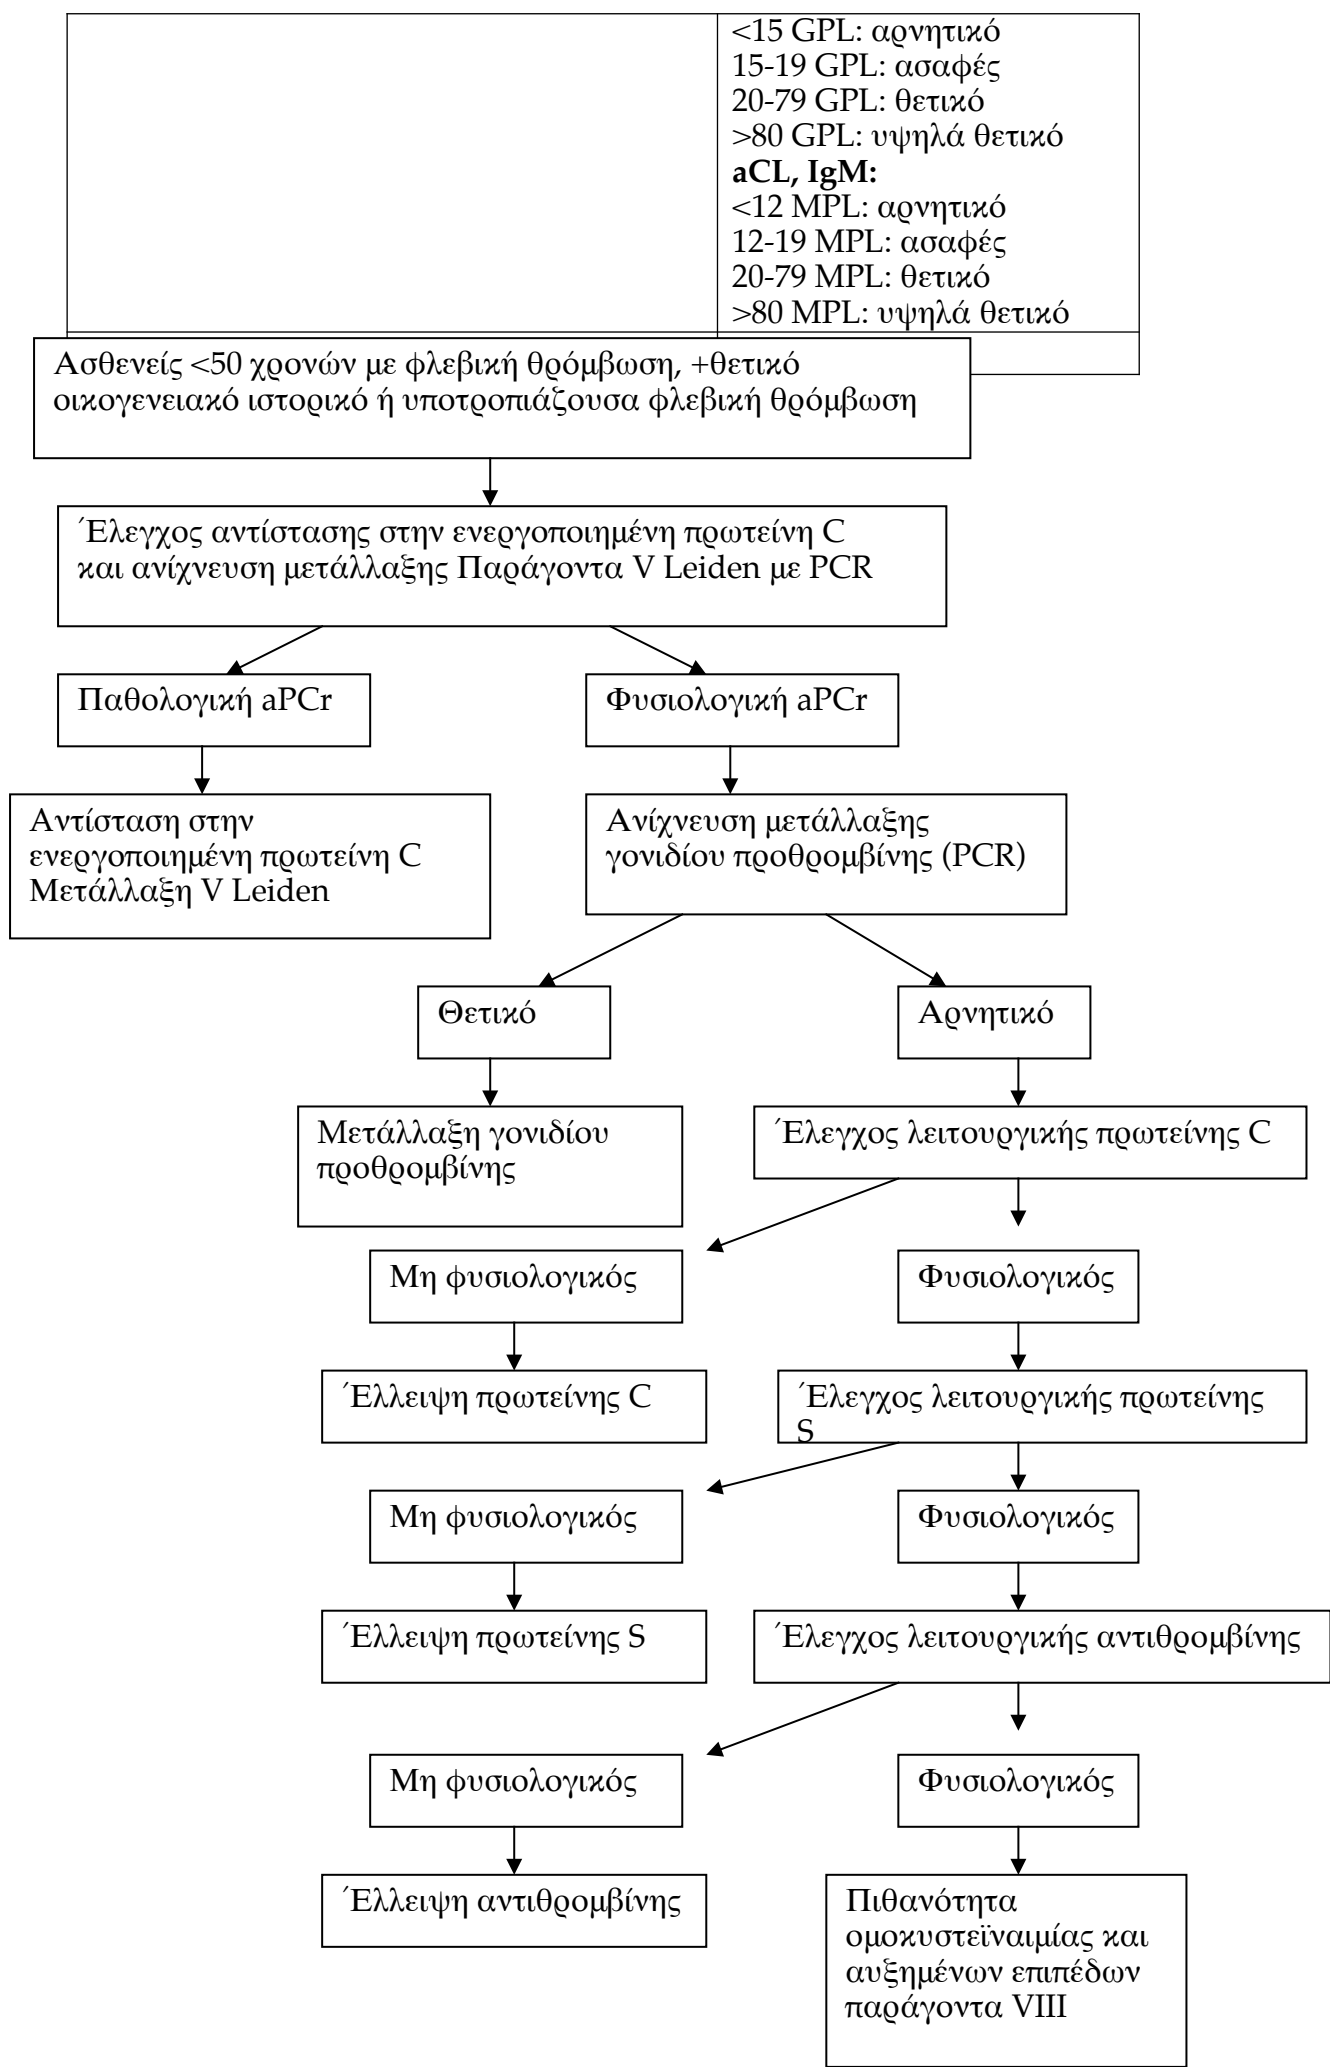 <15 GPL: αρνητικό
15-19 GPL: ασαφές
20-79 GPL: θετικό
>80 GPL: υψηλά θετικό
aCL, IgM:
<12 MPL: αρνητικό
12-19 MPL: ασαφές
20-79 MPL: θετικό
>80 MPL: υψηλά θετικό
Ασθενείς <50 χρονών με φλεβική θρόμβωση, +θετικό
οικογενειακό ιστορικό ή υποτροπιάζουσα φλεβική θρόμβωση
Έλεγχος αντίστασης στην ενεργοποιημένη πρωτείνη C
και ανίχνευση μετάλλαξης Παράγοντα V Leiden με PCR
Παθολογική aPCr
Φυσιολογική aPCr
Αντίσταση στην
ενεργοποιημένη πρωτείνη C
Μετάλλαξη V Leiden
Ανίχνευση μετάλλαξης
γονιδίου προθρομβίνης (PCR)
Θετικό
Αρνητικό
Μετάλλαξη γονιδίου
προθρομβίνης
Έλεγχος λειτουργικής πρωτείνης C
Μη φυσιολογικός
Φυσιολογικός
Έλλειψη πρωτείνης C
Έλεγχος λειτουργικής πρωτείνης
S
Μη φυσιολογικός
Φυσιολογικός
Έλλειψη πρωτείνης S
Έλεγχος λειτουργικής αντιθρομβίνης
Μη φυσιολογικός
Φυσιολογικός
Έλλειψη αντιθρομβίνης
Πιθανότητα
ομοκυστεϊναιμίας και
αυξημένων επιπέδων
παράγοντα VIII